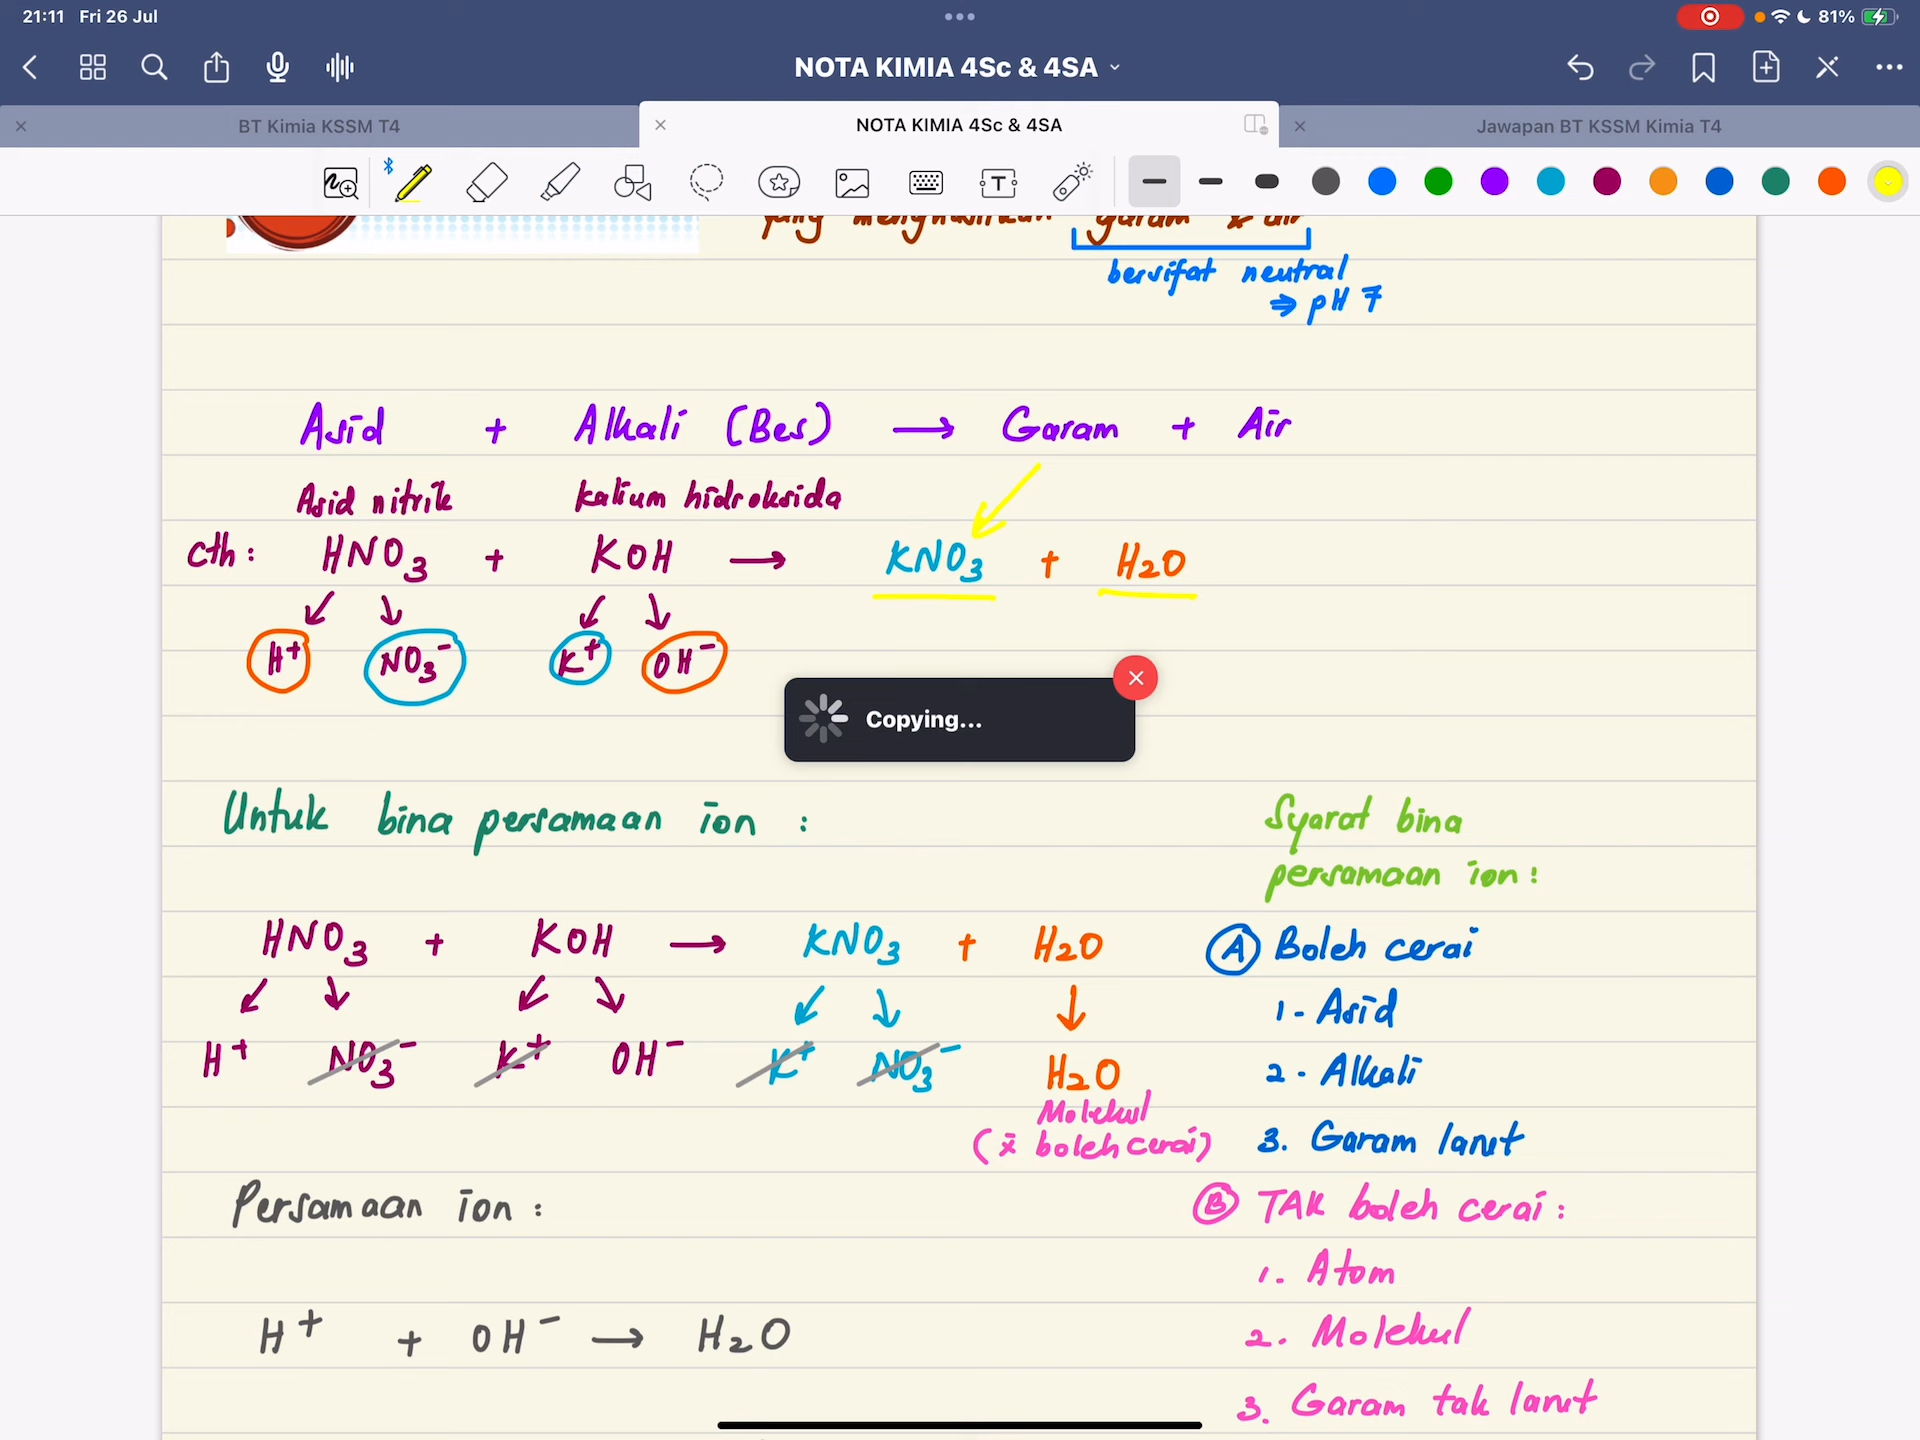 21:11 Fri 26 Jul
81%
NOTA KIMIA 4Sc & 4SA
BT Kimia KSSM T4
NOTA KIMIA 4Sc & 4SA
Jawapan BT KSSM Kimia T4
yang menghasilkan garam & air
bersifat neutral
⇒ pH 7
Asid + Alkali (Bes) → Garam + Air
Asid nitrik kalium hidroksida
Cth: HNO₃ + KOH → KNO₃ + H₂O
H⁺ NO₃⁻ K⁺ OH⁻
Copying...
Untuk bina persamaan ion :
HNO₃ + KOH → KNO₃ + H₂O
H⁺ NO₃⁻ K⁺ OH⁻ K⁺ NO₃⁻ H₂O
Molekul
(x̄ boleh cerai)
Persamaan ion :
H⁺ + OH⁻ → H₂O
Syarat bina
persamaan ion :
A Boleh cerai
1- Asid
2- Alkali
3. Garam larut
B TAK boleh cerai :
1. Atom
2. Molekul
3. Garam tak larut